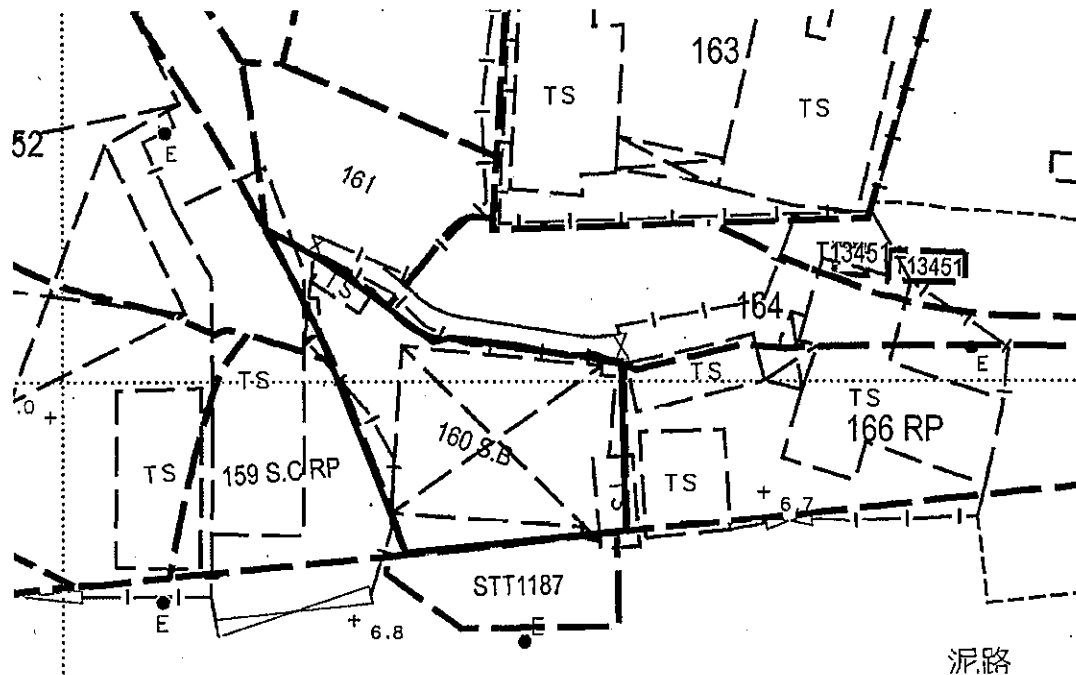 163
TS
TS
52
E
161
T13451
T13451
TS
164
E
TS
TS
TS
.0 +
160 S.B
166 RP
TS
159 S.C RP
TS
TS
+ 6.7
STT1187
E
+ 6.8
E
泥路